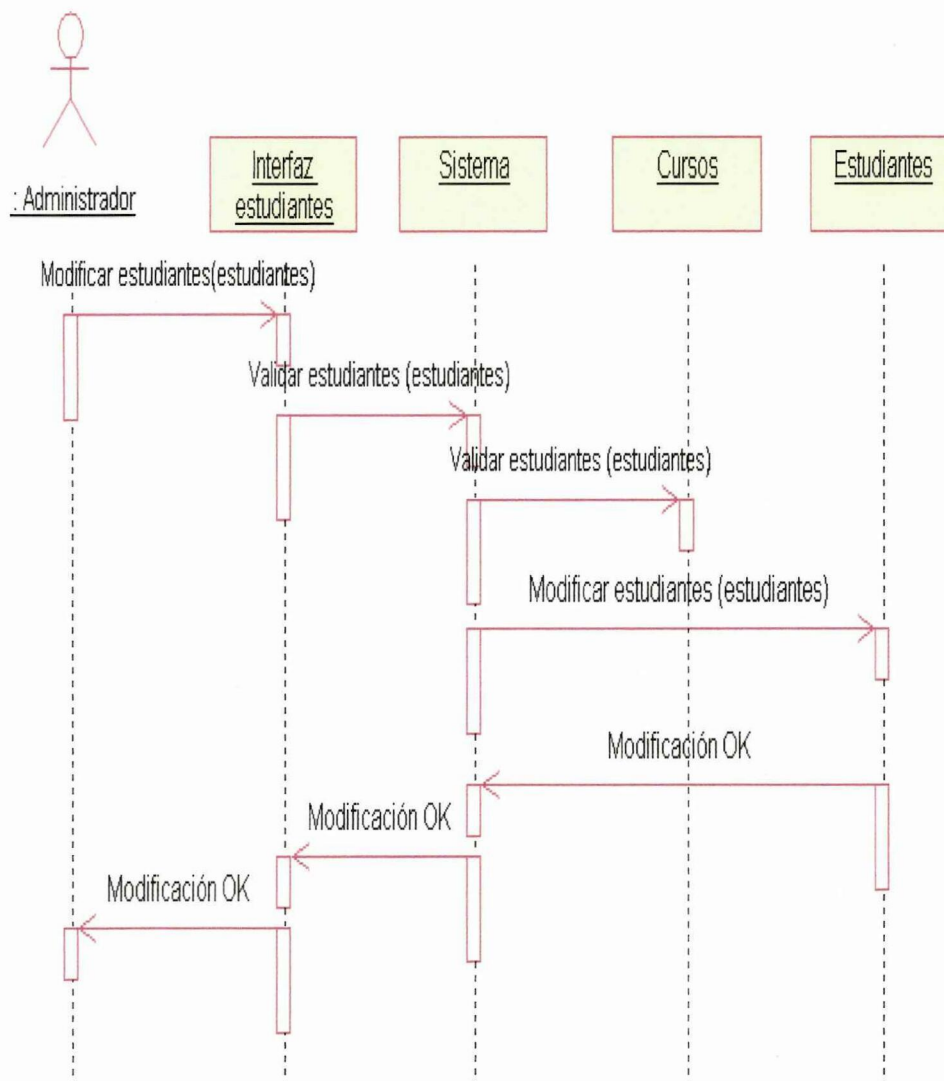 : Administrador
Interfaz
estudiantes
Sistema
Cursos
Estudiantes
Modificar estudiantes(estudiantes)
Validar estudiantes (estudiantes)
Validar estudiantes (estudiantes)
Modificar estudiantes (estudiantes)
Modificación OK
Modificación OK
Modificación OK